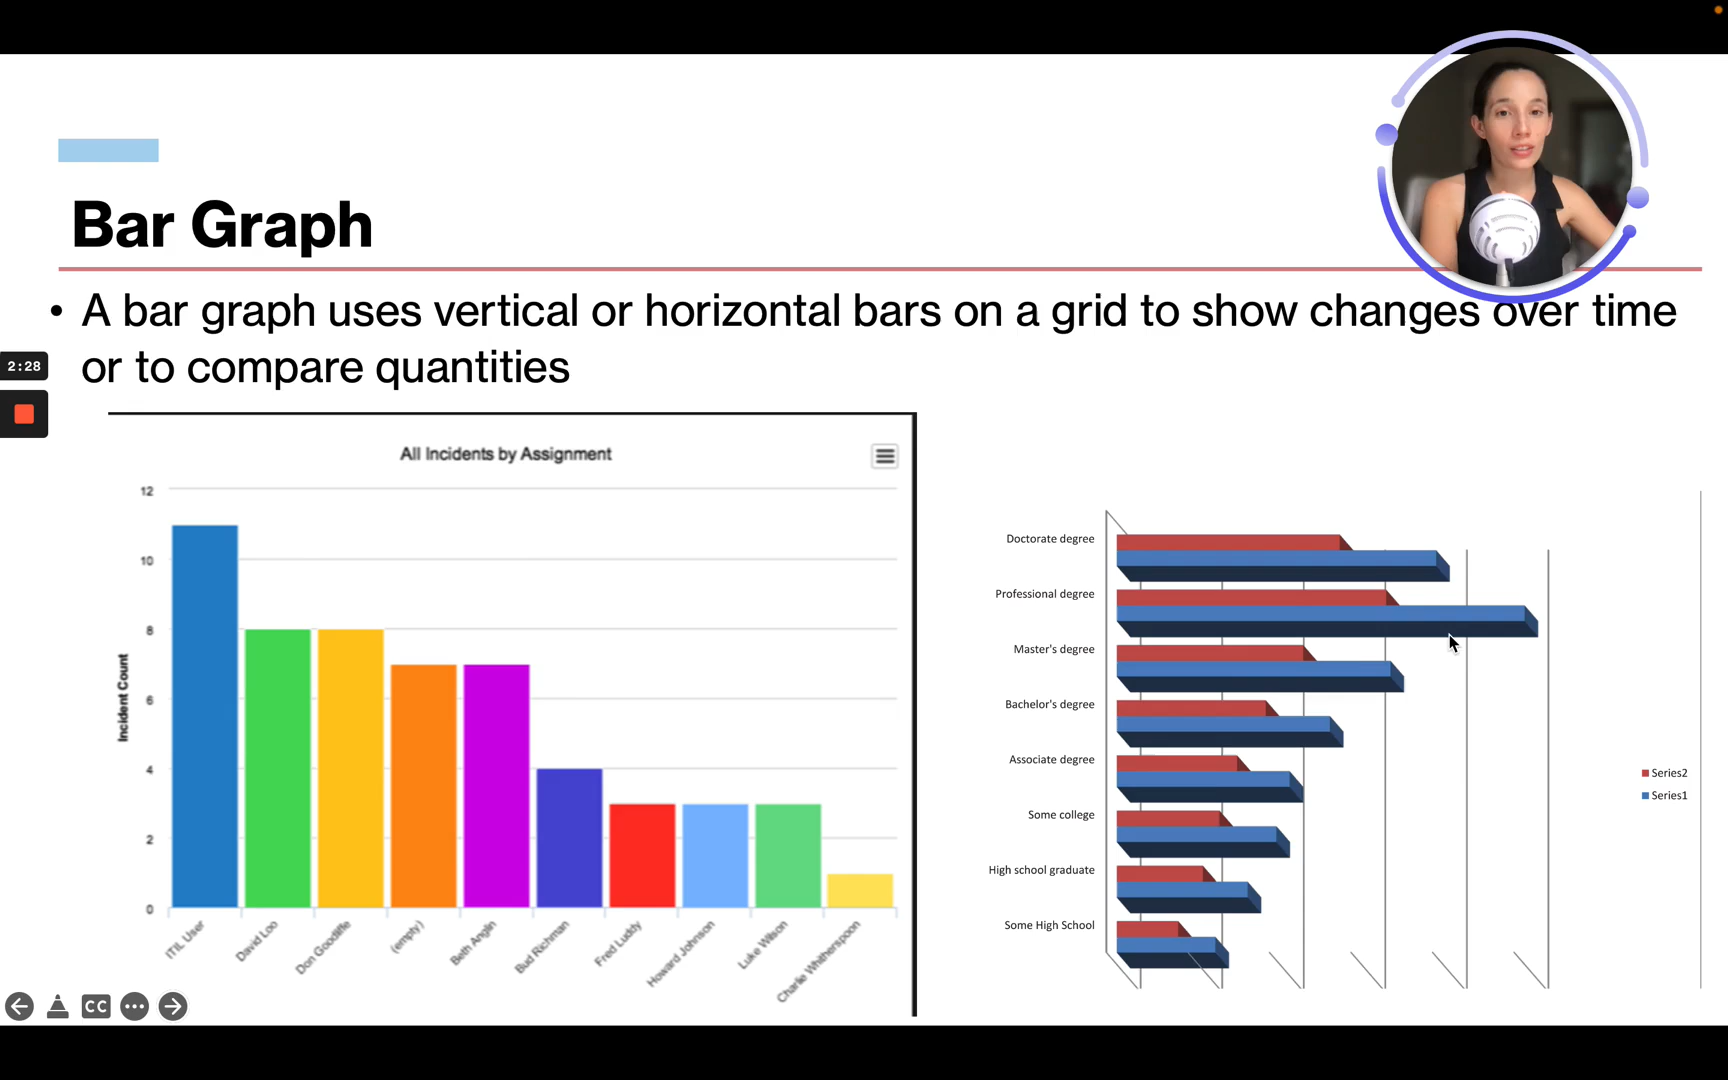 Bar Graph
• A bar graph uses vertical or horizontal bars on a grid to show changes over time
or to compare quantities
2:28
All Incidents by Assignment
12
10
8
6
4
2
0
Incident Count
ITIL User
David Loo
Don Goodliffe
(empty)
Beth Anglin
Bud Richman
Fred Luddy
Howard Johnson
Luke Wilson
Charlie Whitherspoon
Doctorate degree
Professional degree
Master's degree
Bachelor's degree
Associate degree
Some college
High school graduate
Some High School
Series2
Series1
CC